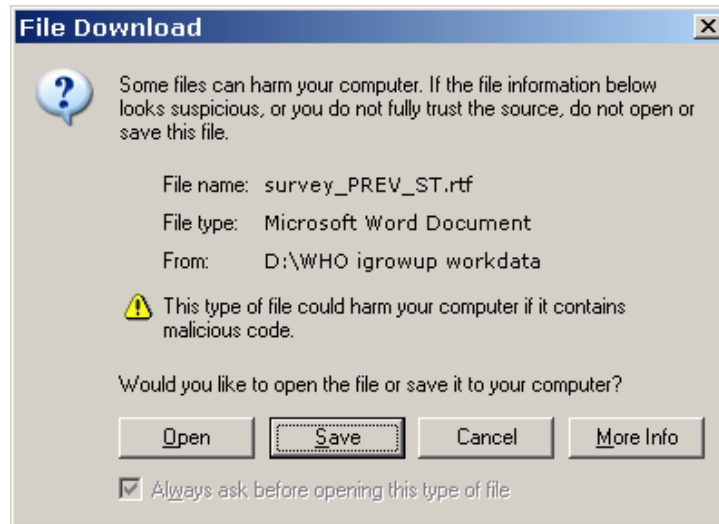 File Download
Some files can harm your computer. If the file information below
looks suspicious, or you do not fully trust the source, do not open or
save this file.
File name: survey_PREV_ST.rtf
File type: Microsoft Word Document
From: D:\WHO igrowup workdata
This type of file could harm your computer if it contains
malicious code.
Would you like to open the file or save it to your computer?
Open Save Cancel More Info
Always ask before opening this type of file